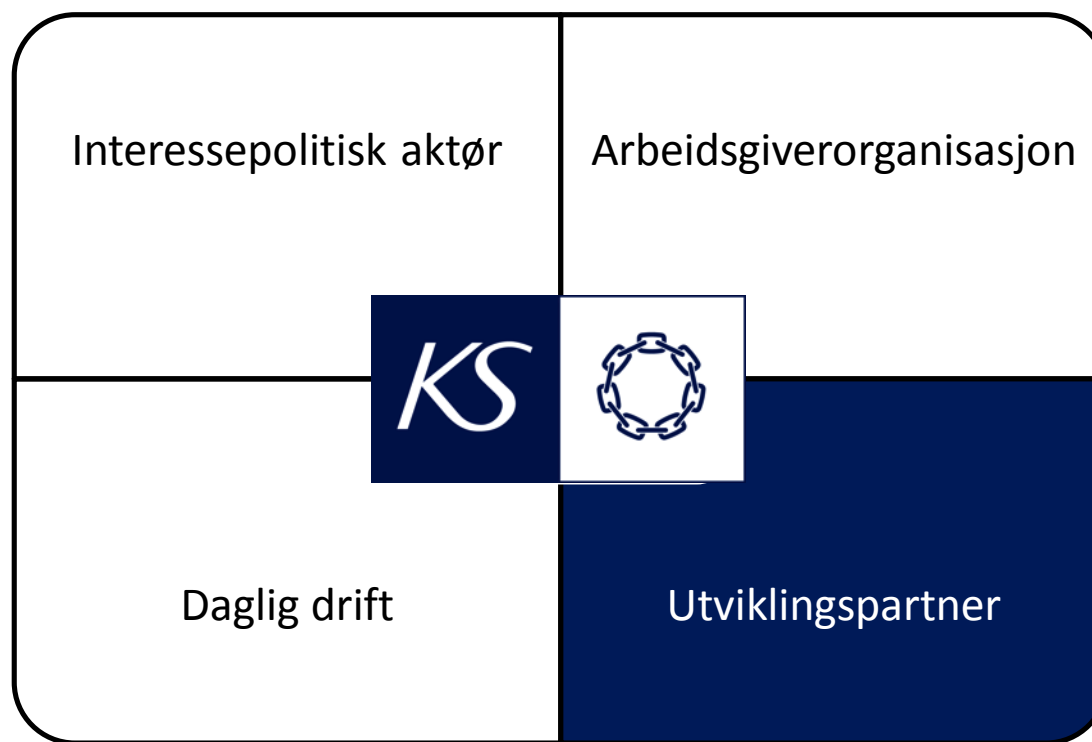 Interessepolitisk aktør
Arbeidsgiverorganisasjon
KS
Daglig drift
Utviklingspartner